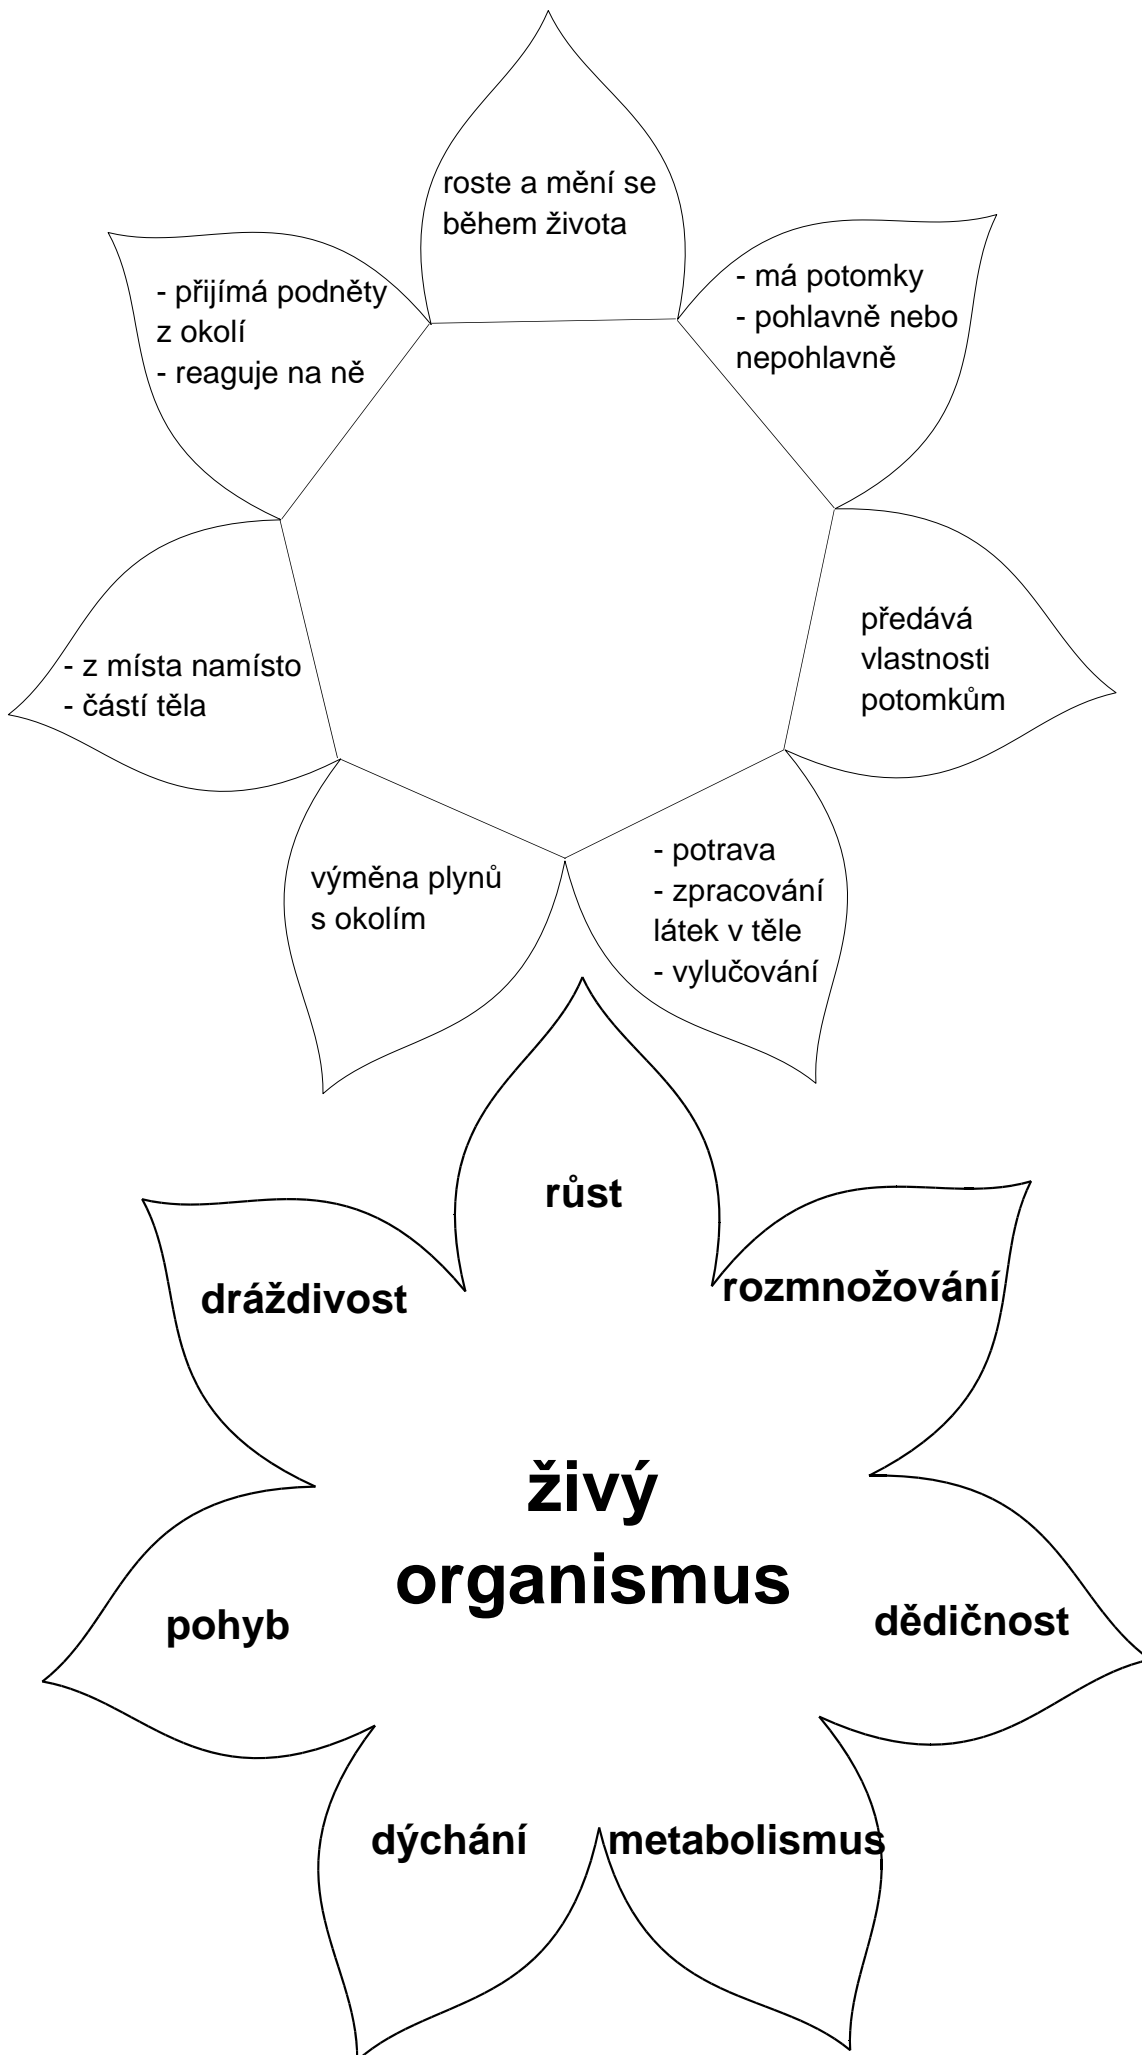 roste a mění se
během života
- přijímá podněty
z okolí
- reaguje na ně
- má potomky
- pohlavně nebo
nepohlavně
- z místa namísto
- částí těla
předává
vlastnosti
potomkům
výměna plynů
s okolím
- potrava
- zpracování
látek v těle
- vylučování
růst
dráždivost
rozmnožování
živý
organismus
pohyb
dědičnost
dýchání
metabolismus